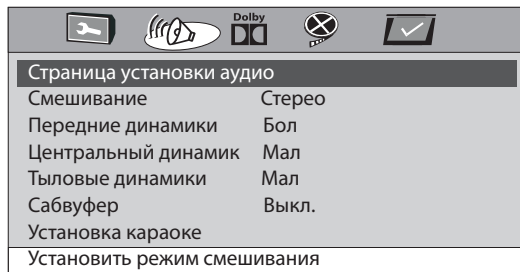 Dolby
Страница установки аудио
Смешивание Стерео
Передние динамики Бол
Центральный динамик Мал
Тыловые динамики Мал
Сабвуфер Выкл.
Установка караоке
Установить режим смешивания